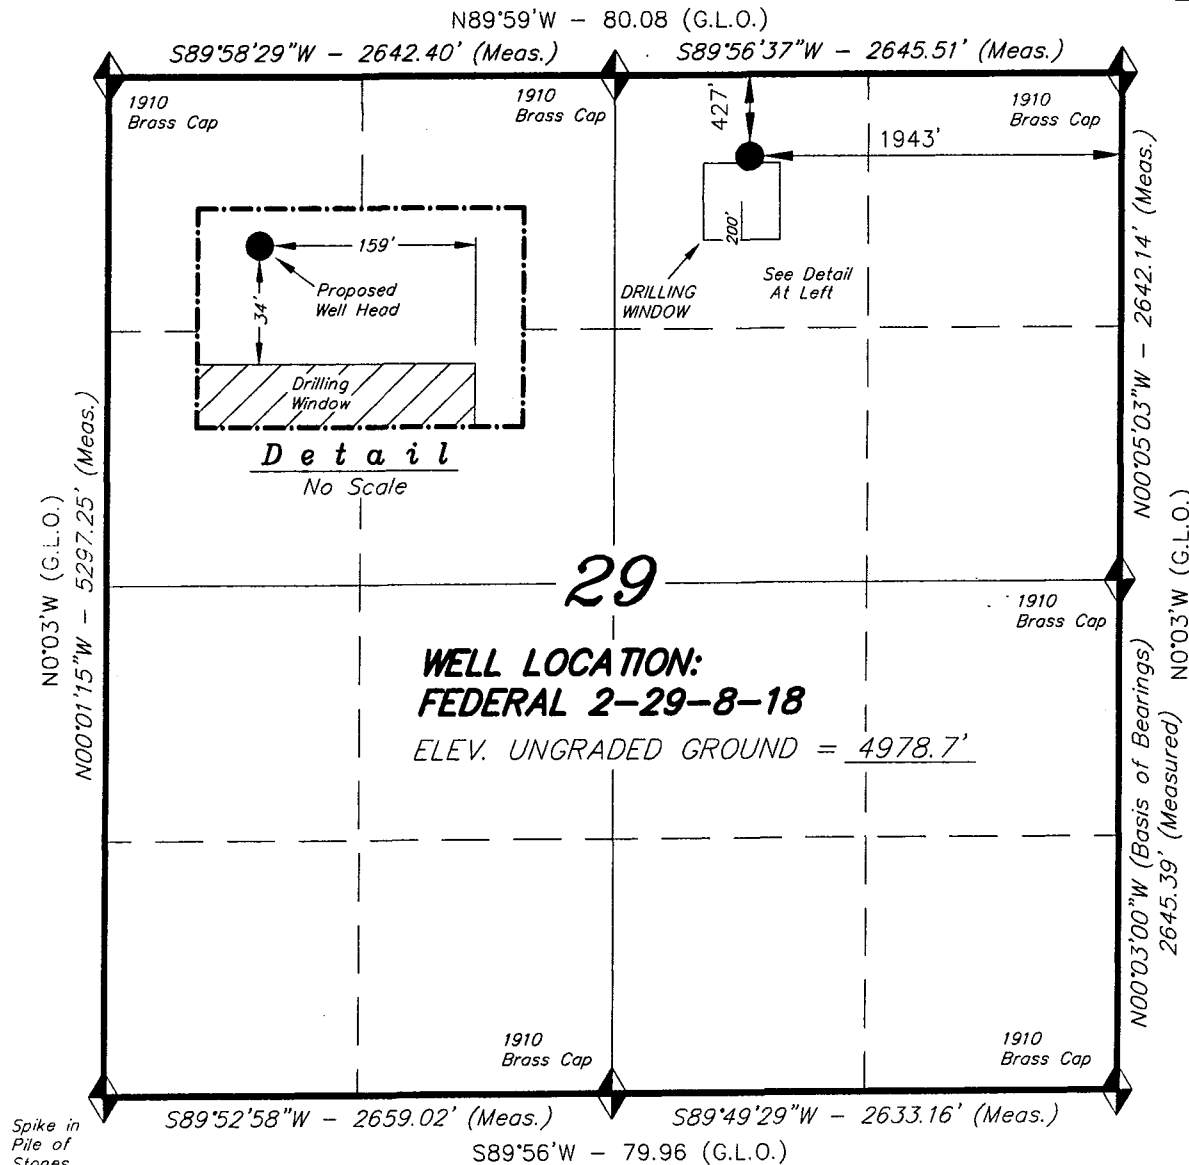 N89°59'W - 80.08 (G.L.O.)
S89°58'29"W - 2642.40' (Meas.)
S89°56'37"W - 2645.51' (Meas.)
1910
Brass Cap
1910
Brass Cap
1910
Brass Cap
427'
1943'
200'
DRILLING
WINDOW
See Detail
At Left
159'
34'
Proposed
Well Head
Drilling
Window
Detail
No Scale
N00°05'03"W - 2642.14' (Meas.)
N0°03'W (G.L.O.)
N00°01'15"W - 5297.25' (Meas.)
N0°03'W (G.L.O.)
29
1910
Brass Cap
WELL LOCATION:
FEDERAL 2-29-8-18
ELEV. UNGRADED GROUND = 4978.7'
N00°03'00"W (Basis of Bearings)
2645.39' (Measured)
1910
Brass Cap
1910
Brass Cap
Spike in
Pile of
Stones
S89°52'58"W - 2659.02' (Meas.)
S89°49'29"W - 2633.16' (Meas.)
S89°56'W - 79.96 (G.L.O.)